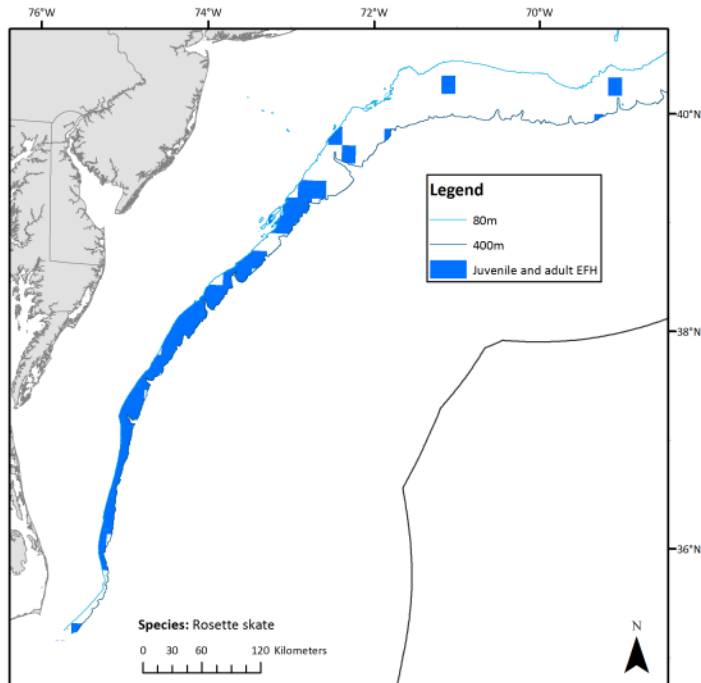 76°W 74°W 72°W 70°W
40°N
Legend
80m
400m
Juvenile and adult EFH
38°N
36°N
Species: Rosette skate
0 30 60 120 Kilometers
N